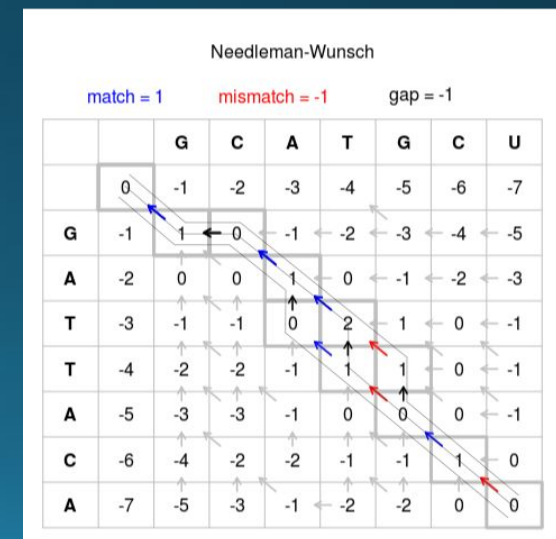 Needleman-Wunsch
match = 1 mismatch = -1 gap = -1
G C A T G C U
0 -1 -2 -3 -4 -5 -6 -7
G -1 1 0 -1 -2 -3 -4 -5
A -2 0 0 1 0 -1 -2 -3
T -3 -1 -1 0 2 1 0 -1
T -4 -2 -2 -1 1 1 0 -1
A -5 -3 -3 -1 0 0 0 -1
C -6 -4 -2 -2 -1 -1 1 0
A -7 -5 -3 -1 -2 -2 0 0